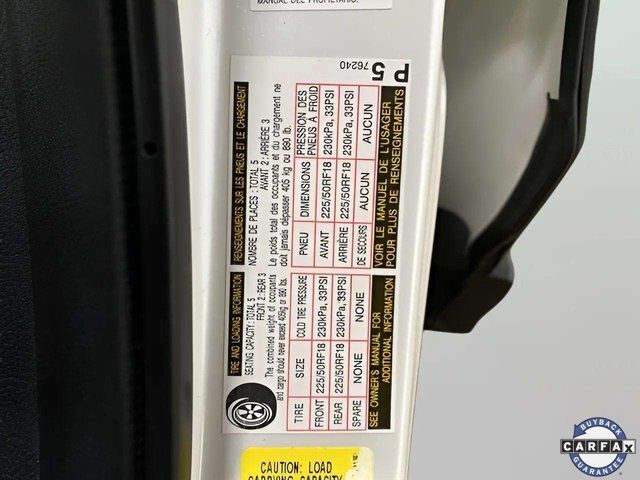 MANUAL DEL PROPIETARIO.
TIRE AND LOADING INFORMATION
SEATING CAPACITY: TOTAL 5
FRONT 2: REAR 3
The combined weight of occupants
and cargo should never exceed 405kg or 890 lbs.
TIRE SIZE COLD TIRE PRESSURE
FRONT 225/50RF18 230kPa, 33PSI
REAR 225/50RF18 230kPa, 33PSI
SPARE NONE NONE
SEE OWNER'S MANUAL FOR
ADDITIONAL INFORMATION
RENSEIGNEMENTS SUR LES PNEUS ET LE CHARGEMENT
NOMBRE DE PLACES : TOTAL 5
AVANT 2 : ARRIÈRE 3
Le poids total des occupants et du chargement ne
doit jamais dépasser 405 kg ou 890 lb.
PNEU DIMENSIONS PRESSION DES
PNEUS À FROID
AVANT 225/50RF18 230kPa, 33PSI
ARRIÈRE 225/50RF18 230kPa, 33PSI
DE SECOURS AUCUN AUCUN
VOIR LE MANUEL DE L'USAGER
POUR PLUS DE RENSEIGNEMENTS
76240
P 5
CAUTION: LOAD
CARRYING CAPACITY
BUYBACK
CARFAX
GUARANTEE